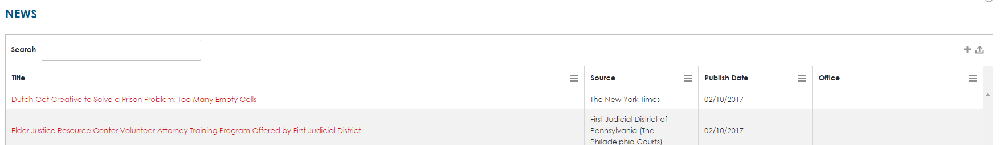 NEWS
Search
Title Source Publish Date Office
Dutch Get Creative to Solve a Prison Problem: Too Many Empty Cells The New York Times 02/10/2017
First Judicial District of
Elder Justice Resource Center Volunteer Attorney Training Program Offered by First Judicial District Pennsylvania (The 02/10/2017
Philadelphia Courts)